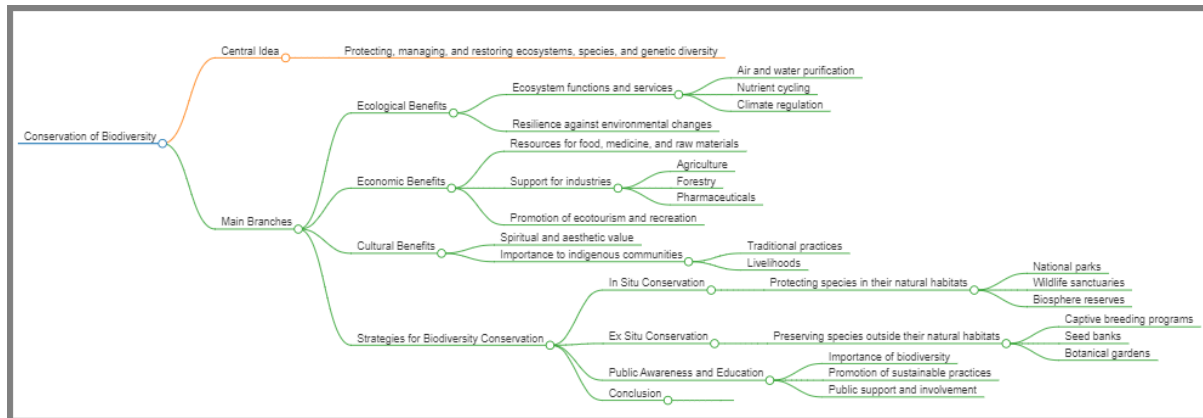 Conservation of Biodiversity
Central Idea
Protecting, managing, and restoring ecosystems, species, and genetic diversity
Main Branches
Ecological Benefits
Ecosystem functions and services
Air and water purification
Nutrient cycling
Climate regulation
Resilience against environmental changes
Economic Benefits
Resources for food, medicine, and raw materials
Support for industries
Agriculture
Forestry
Pharmaceuticals
Promotion of ecotourism and recreation
Cultural Benefits
Spiritual and aesthetic value
Importance to indigenous communities
Traditional practices
Livelihoods
Strategies for Biodiversity Conservation
In Situ Conservation
Protecting species in their natural habitats
National parks
Wildlife sanctuaries
Biosphere reserves
Ex Situ Conservation
Preserving species outside their natural habitats
Captive breeding programs
Seed banks
Botanical gardens
Public Awareness and Education
Importance of biodiversity
Promotion of sustainable practices
Public support and involvement
Conclusion